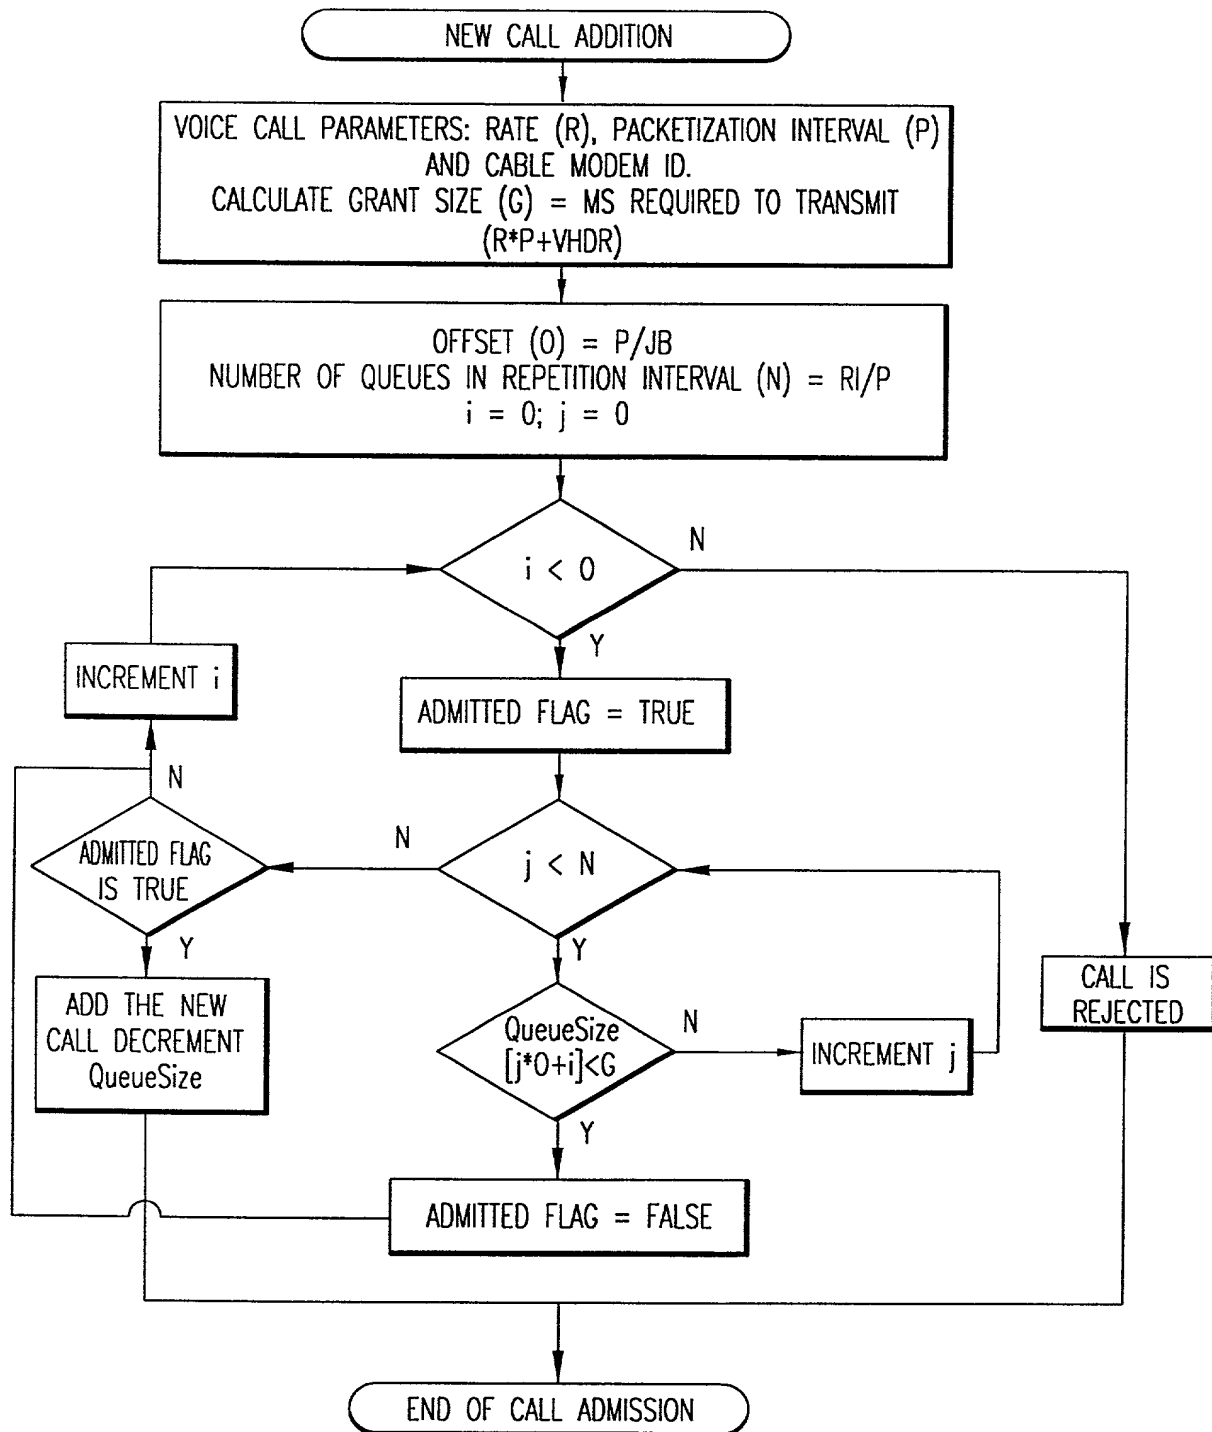 NEW CALL ADDITION
VOICE CALL PARAMETERS: RATE (R), PACKETIZATION INTERVAL (P)
AND CABLE MODEM ID.
CALCULATE GRANT SIZE (G) = MS REQUIRED TO TRANSMIT
(R*P+VHDR)
OFFSET (O) = P/JB
NUMBER OF QUEUES IN REPETITION INTERVAL (N) = RI/P
i = 0; j = 0
i < O
N
Y
INCREMENT i
ADMITTED FLAG = TRUE
N
ADMITTED FLAG
IS TRUE
N
j < N
Y
Y
ADD THE NEW
CALL DECREMENT
QueueSize
QueueSize
[j*O+i]<G
N
INCREMENT j
CALL IS
REJECTED
Y
ADMITTED FLAG = FALSE
END OF CALL ADMISSION